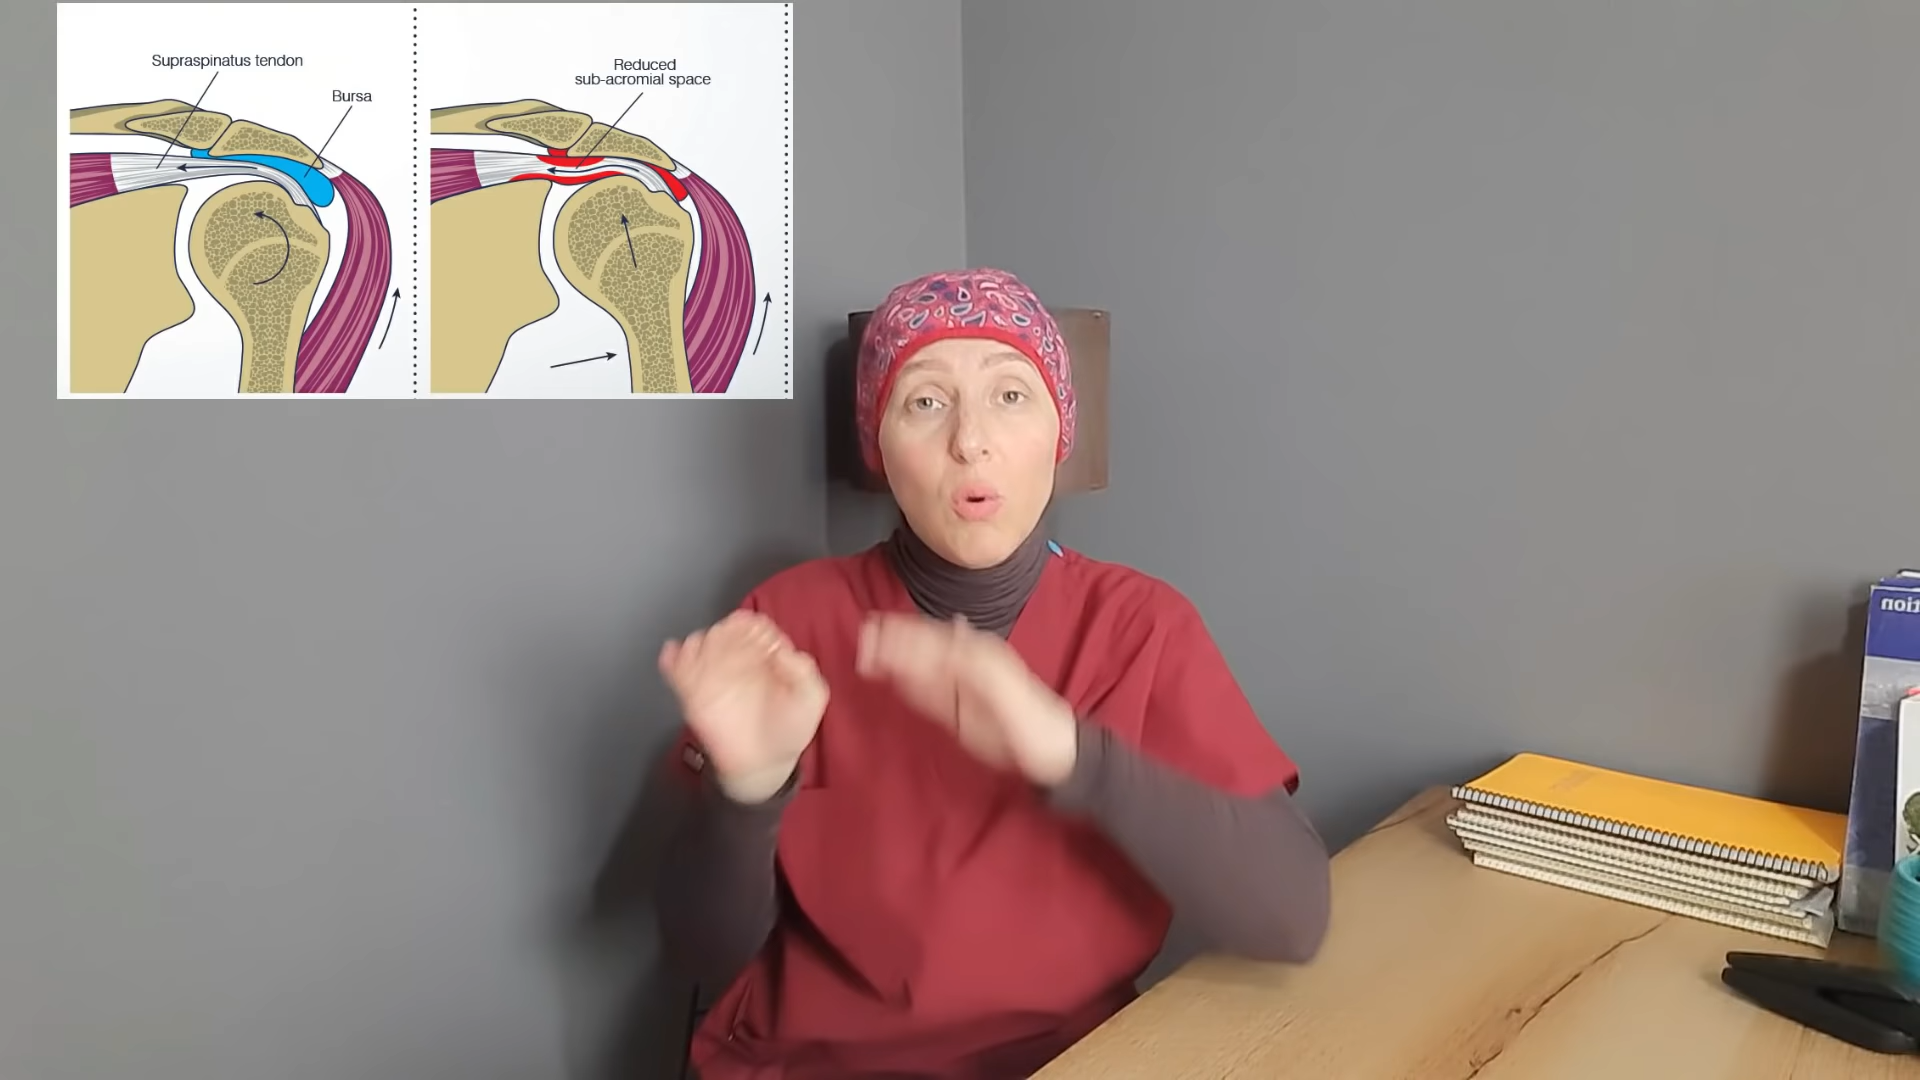 Supraspinatus tendon
Bursa
Reduced
sub-acromial space